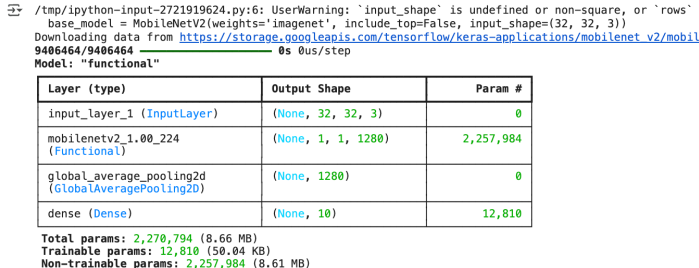 /tmp/ipython-input-2721919624.py:6: UserWarning: `input_shape` is undefined or non-square, or `rows`
base_model = MobileNetV2(weights='imagenet', include_top=False, input_shape=(32, 32, 3))
Downloading data from https://storage.googleapis.com/tensorflow/keras-applications/mobilenet_v2/mobil
9406464/9406464 0s 0us/step
Model: "functional"
Layer (type) Output Shape Param #
input_layer_1 (InputLayer) (None, 32, 32, 3) 0
mobilenetv2_1.00_224 (None, 1, 1, 1280) 2,257,984
(Functional)
global_average_pooling2d (None, 1280) 0
(GlobalAveragePooling2D)
dense (Dense) (None, 10) 12,810
Total params: 2,270,794 (8.66 MB)
Trainable params: 12,810 (50.04 KB)
Non-trainable params: 2,257,984 (8.61 MB)